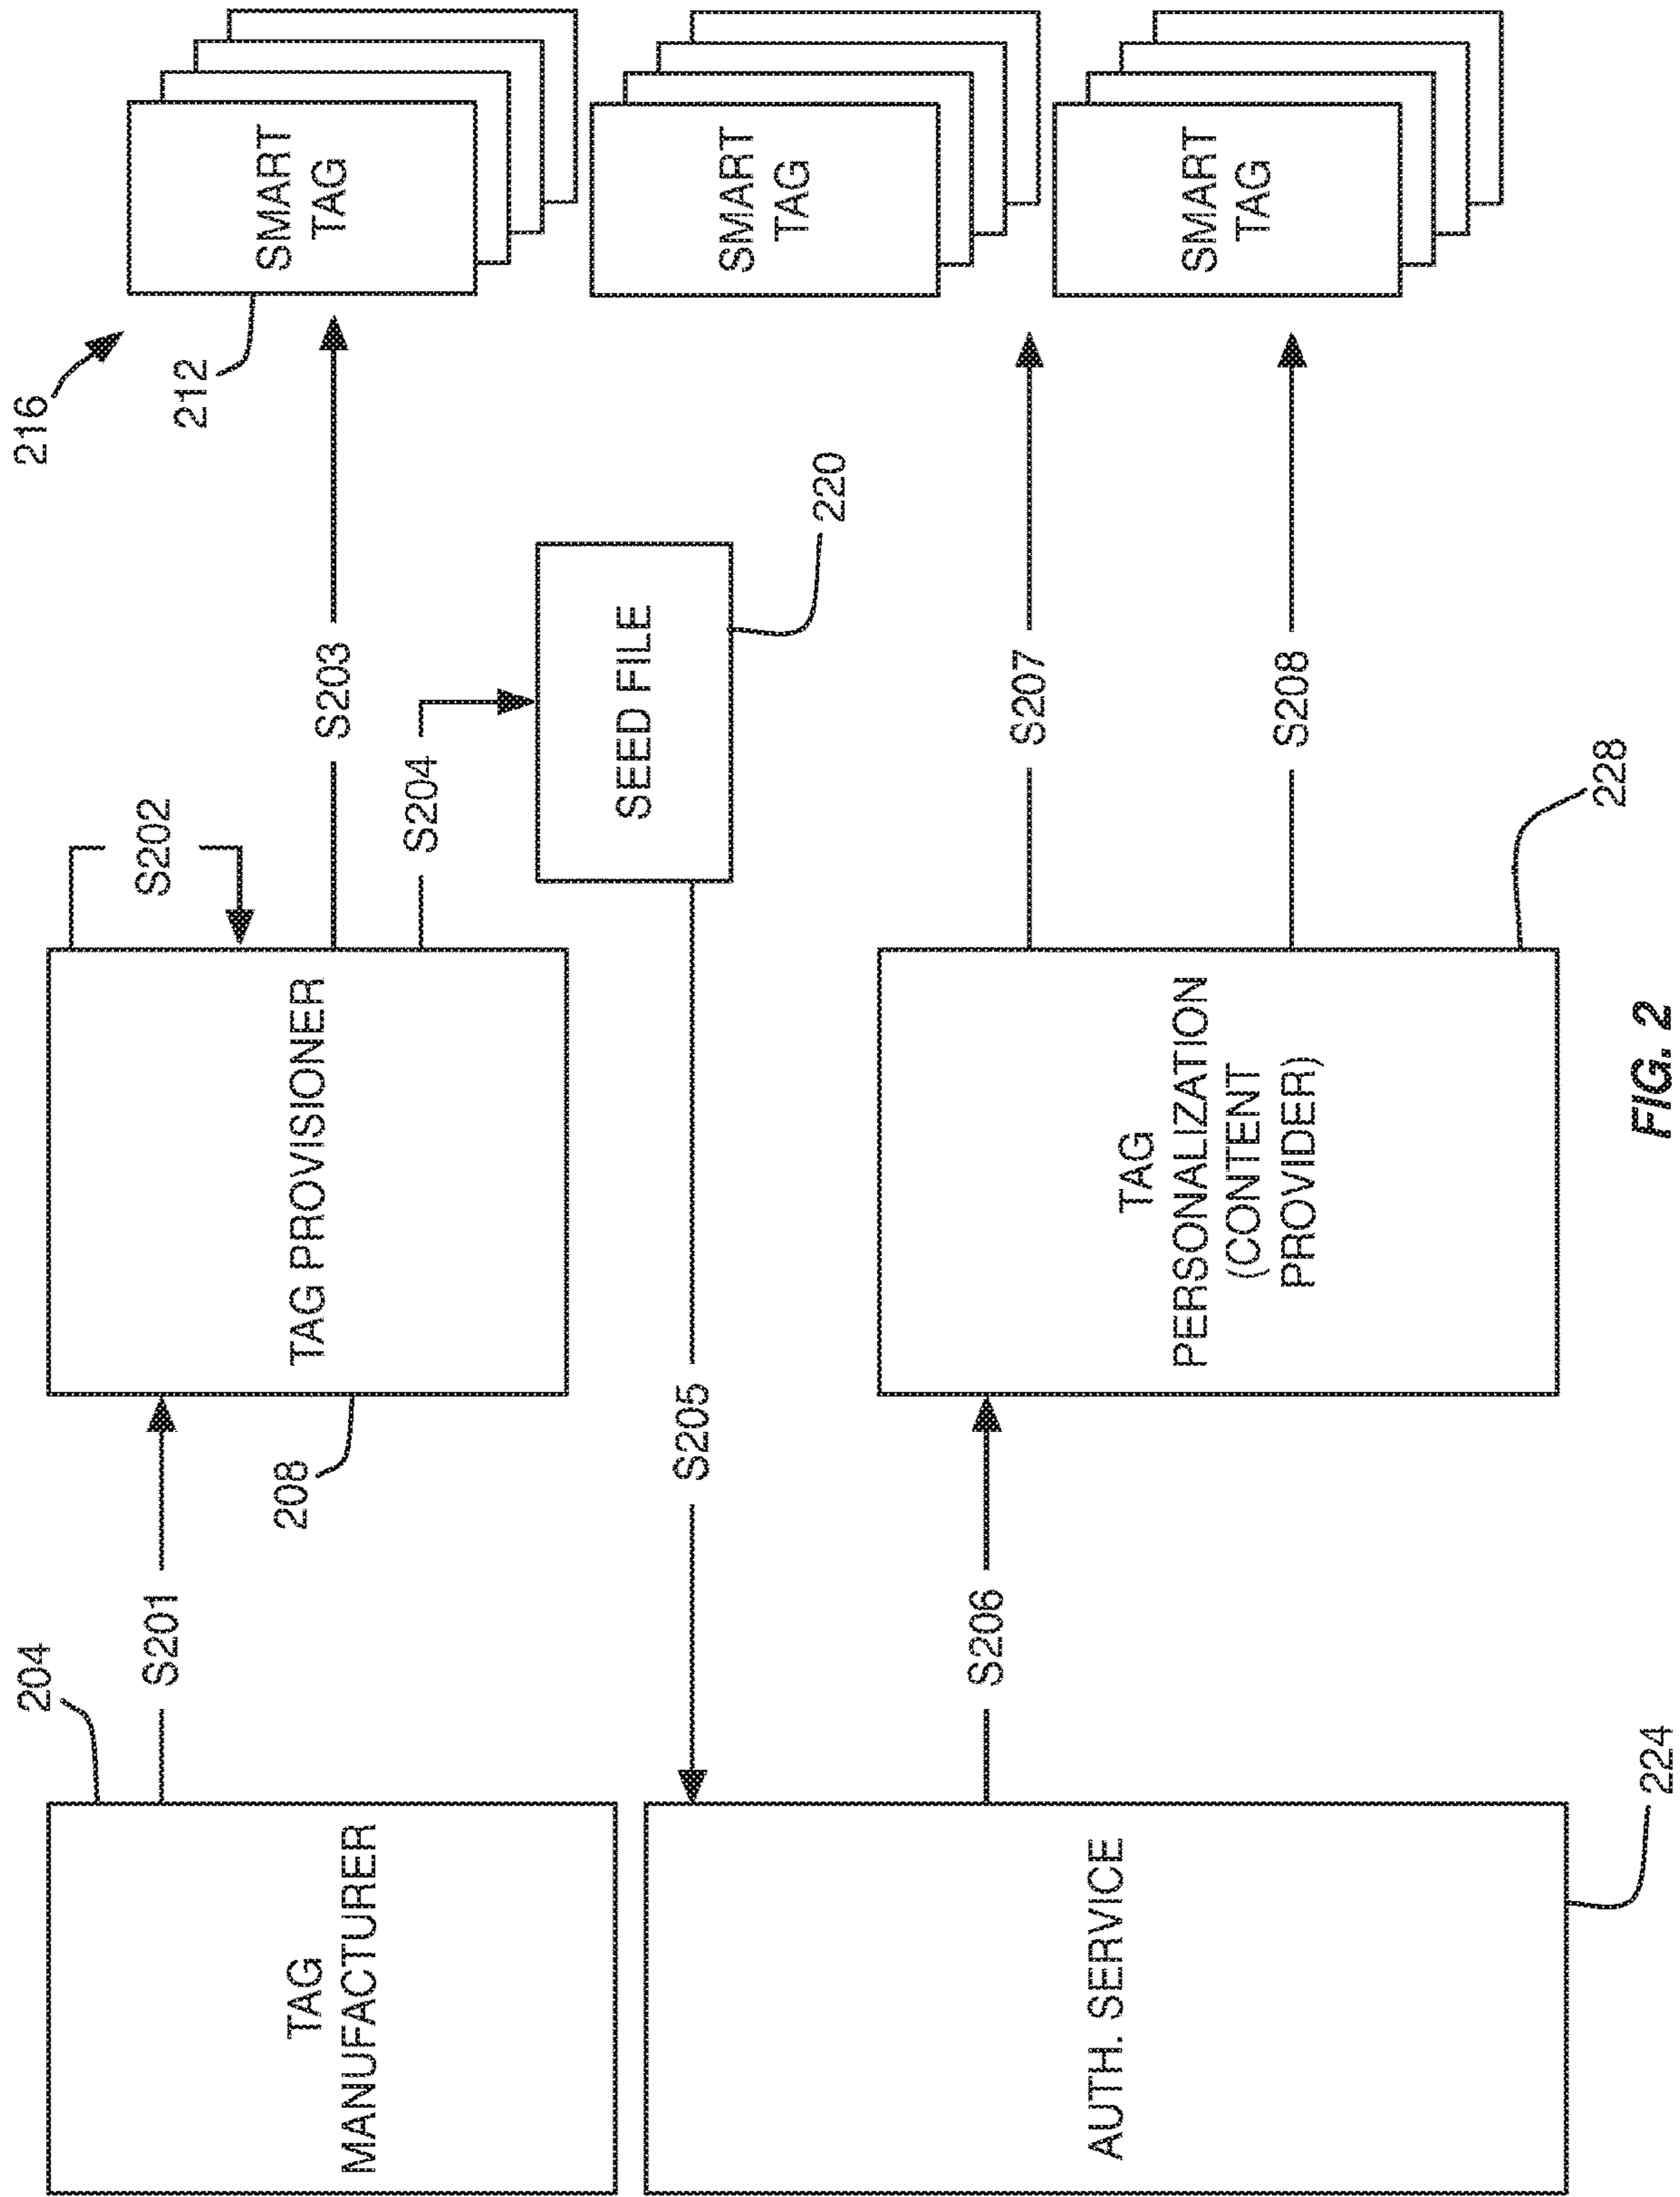 204
TAG
MANUFACTURER
S201
208
TAG PROVISIONER
S202
S203
S204
216
212
SMART
TAG
SEED FILE
220
S205
SMART
TAG
AUTH. SERVICE
224
S206
TAG
PERSONALIZATION
(CONTENT
PROVIDER)
228
S207
S208
SMART
TAG
FIG. 2